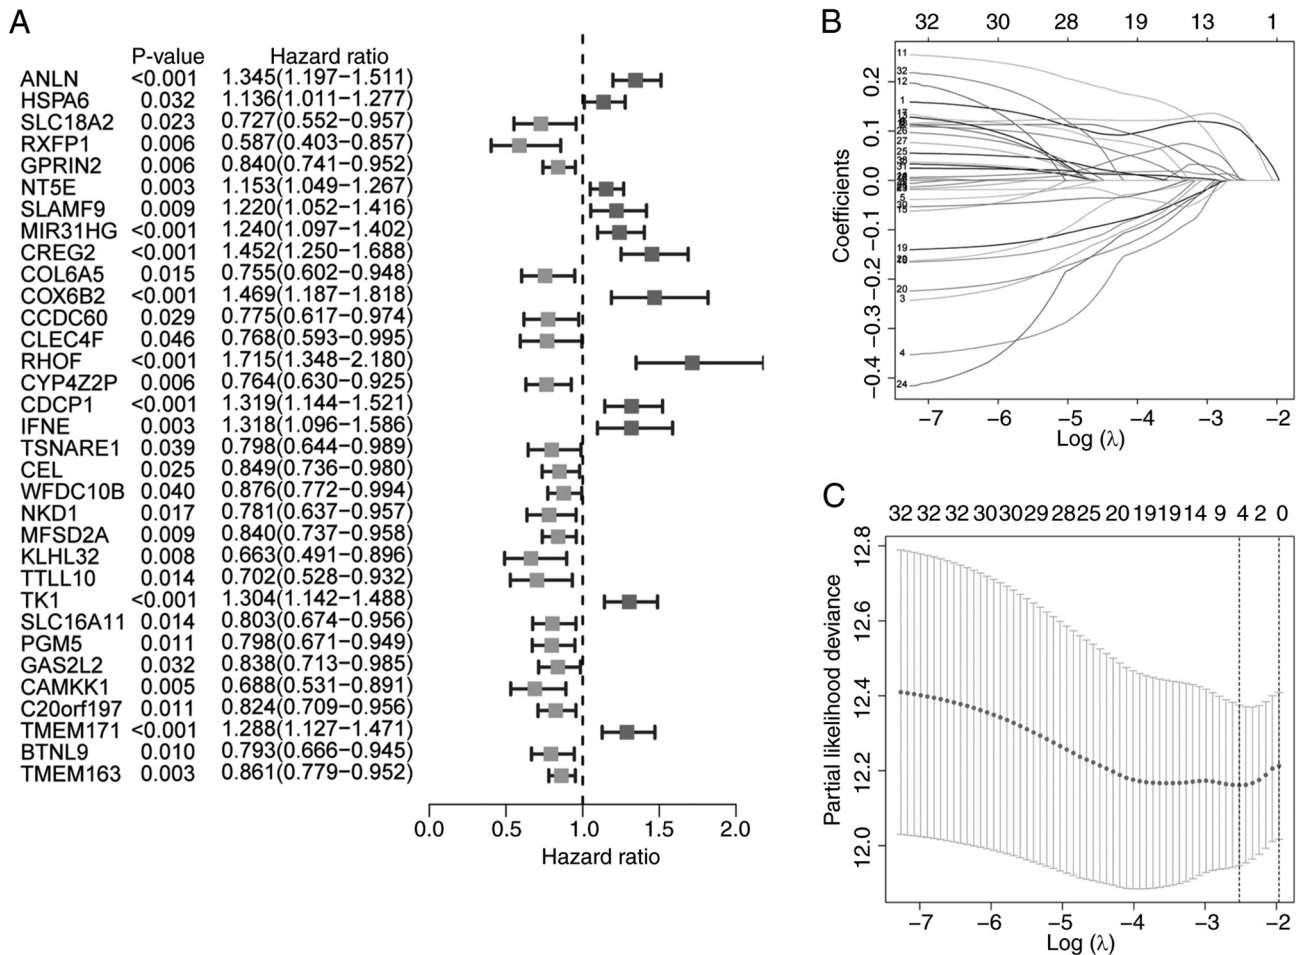 A
P-value Hazard ratio
ANLN <0.001 1.345(1.197−1.511)
HSPA6 0.032 1.136(1.011−1.277)
SLC18A2 0.023 0.727(0.552−0.957)
RXFP1 0.006 0.587(0.403−0.857)
GPRIN2 0.006 0.840(0.741−0.952)
NT5E 0.003 1.153(1.049−1.267)
SLAMF9 0.009 1.220(1.052−1.416)
MIR31HG <0.001 1.240(1.097−1.402)
CREG2 <0.001 1.452(1.250−1.688)
COL6A5 0.015 0.755(0.602−0.948)
COX6B2 <0.001 1.469(1.187−1.818)
CCDC60 0.029 0.775(0.617−0.974)
CLEC4F 0.046 0.768(0.593−0.995)
RHOF <0.001 1.715(1.348−2.180)
CYP4Z2P 0.006 0.764(0.630−0.925)
CDCP1 <0.001 1.319(1.144−1.521)
IFNE 0.003 1.318(1.096−1.586)
TSNARE1 0.039 0.798(0.644−0.989)
CEL 0.025 0.849(0.736−0.980)
WFDC10B 0.040 0.876(0.772−0.994)
NKD1 0.017 0.781(0.637−0.957)
MFSD2A 0.009 0.840(0.737−0.958)
KLHL32 0.008 0.663(0.491−0.896)
TTLL10 0.014 0.702(0.528−0.932)
TK1 <0.001 1.304(1.142−1.488)
SLC16A11 0.014 0.803(0.674−0.956)
PGM5 0.011 0.798(0.671−0.949)
GAS2L2 0.032 0.838(0.713−0.985)
CAMKK1 0.005 0.688(0.531−0.891)
C20orf197 0.011 0.824(0.709−0.956)
TMEM171 <0.001 1.288(1.127−1.471)
BTNL9 0.010 0.793(0.666−0.945)
TMEM163 0.003 0.861(0.779−0.952)
0.0 0.5 1.0 1.5 2.0
Hazard ratio
B
32 30 28 19 13 1
Coefficients
0.2
0.1
0.0
−0.1
−0.2
−0.3
−0.4
11
32
12
1
17
26
27
25
31
5
30
15
19
20
3
4
24
−7 −6 −5 −4 −3 −2
Log (λ)
C
32 32 32 30 30 29 28 25 20 19 19 14 9 4 2 0
Partial likelihood deviance
12.8
12.6
12.4
12.2
12.0
−7 −6 −5 −4 −3 −2
Log (λ)